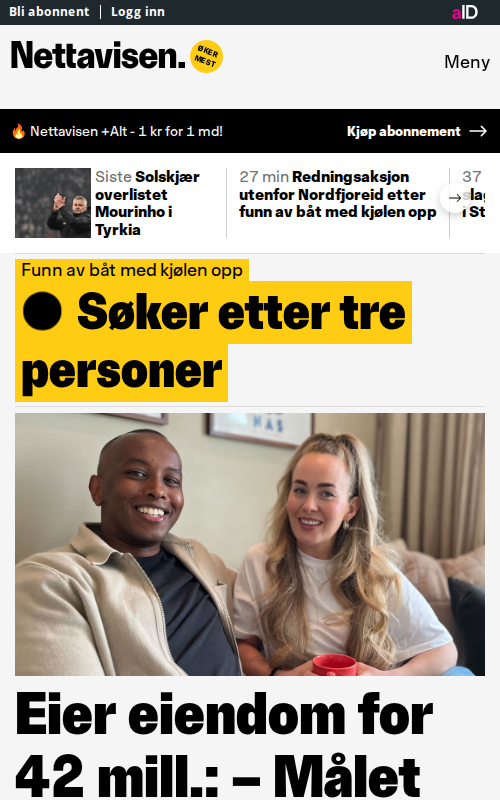 Bli abonnent | Logg inn
aID
Nettavisen.
ØKER
MEST
Meny
Nettavisen +Alt - 1 kr for 1 md!
Kjøp abonnement
Siste Solskjær
overlistet
Mourinho i
Tyrkia
27 min Redningsaksjon
utenfor Nordfjoreid etter
funn av båt med kjølen opp
37
Funn av båt med kjølen opp
Søker etter tre
personer
Eier eiendom for
42 mill.: – Målet